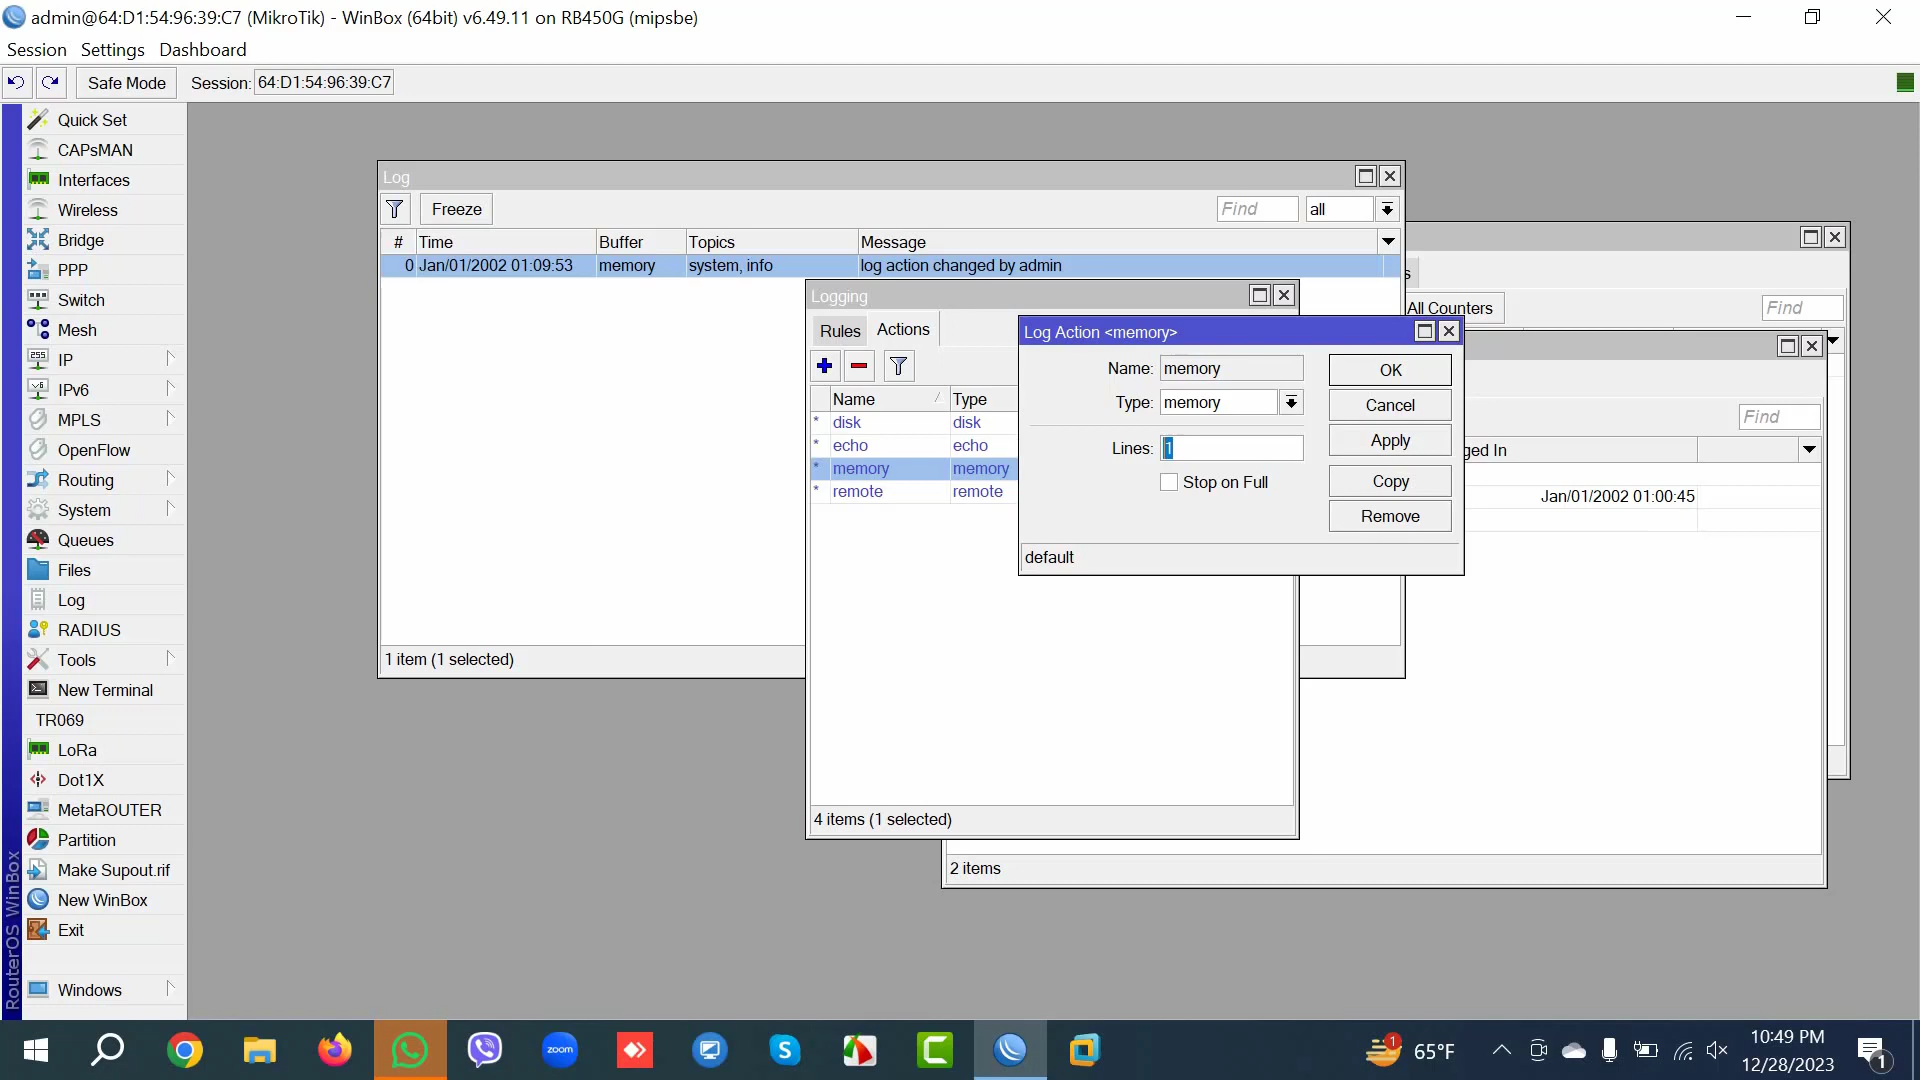 admin@64:D1:54:96:39:C7 (MikroTik) - WinBox (64bit) v6.49.11 on RB450G (mipsbe)
Session Settings Dashboard
Safe Mode Session: 64:D1:54:96:39:C7
Quick Set
CAPsMAN
Interfaces
Wireless
Bridge
PPP
Switch
Mesh
IP
IPv6
MPLS
OpenFlow
Routing
System
Queues
Files
Log
RADIUS
Tools
New Terminal
TR069
LoRa
Dot1X
MetaROUTER
Partition
Make Supout.rif
New WinBox
Exit
Windows
RouterOS WinBox
Log
Freeze Find all
# Time Buffer Topics Message
0 Jan/01/2002 01:09:53 memory system, info log action changed by admin
1 item (1 selected)
Logging
Rules Actions
Name Type
* disk disk
* echo echo
* memory memory
* remote remote
4 items (1 selected)
Log Action <memory>
Name: memory
Type: memory
Lines: 1
Stop on Full
OK
Cancel
Apply
Copy
Remove
default
s
All Counters Find
Find
ged In
Jan/01/2002 01:00:45
2 items
zoom
1
65°F
10:49 PM
12/28/2023
1